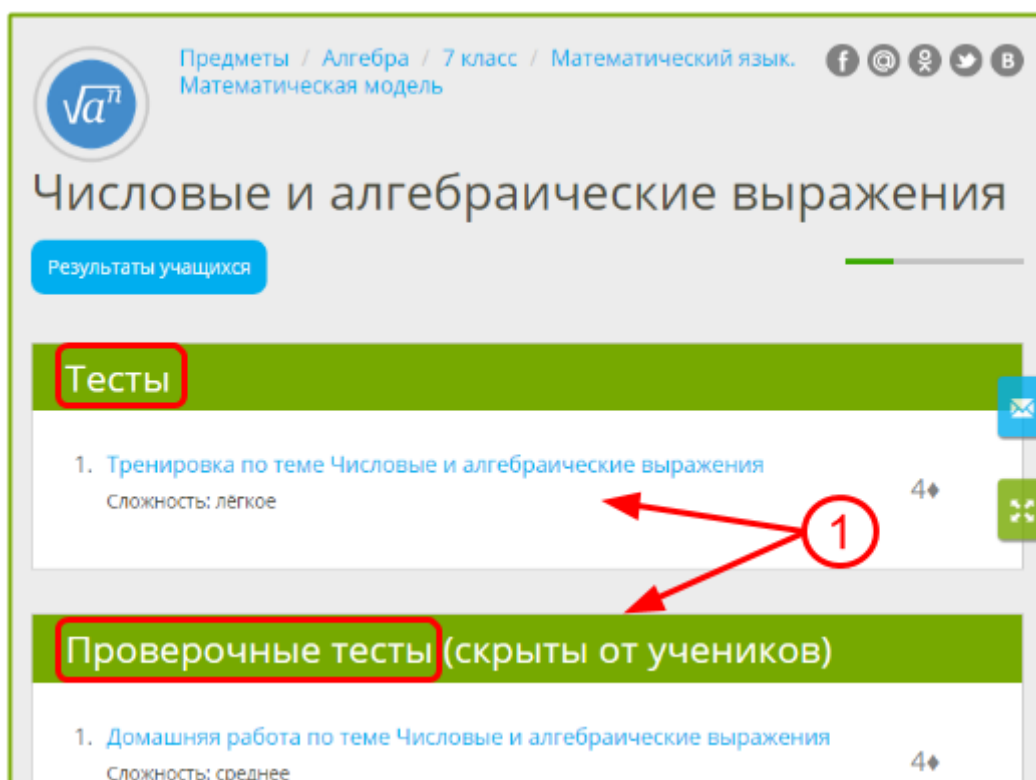 √aⁿ
Предметы / Алгебра / 7 класс / Математический язык.
Математическая модель
f @ В
Числовые и алгебраические выражения
Результаты учащихся
Тесты
1. Тренировка по теме Числовые и алгебраические выражения
Сложность: лёгкое
4♦
1
Проверочные тесты (скрыты от учеников)
1. Домашняя работа по теме Числовые и алгебраические выражения
Сложность: среднее
4♦